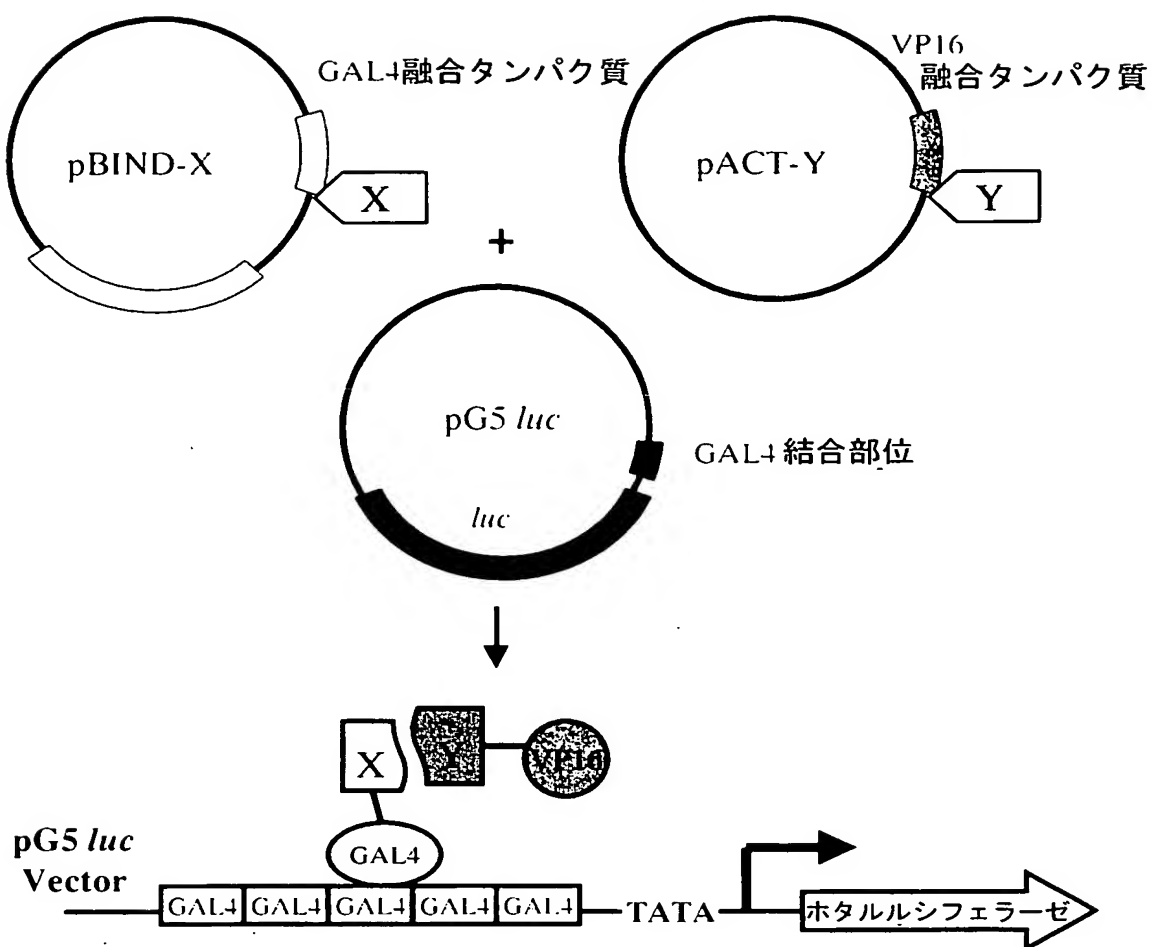 GAL4融合タンパク質
VP16
融合タンパク質
pBIND-X
X
pACT-Y
Y
+
pG5 luc
GAL4 結合部位
luc
X
Y
VP16
pG5 luc
Vector
GAL4
GAL4 GAL4 GAL4 GAL4 GAL4
TATA
ホタルルシフェラーゼ